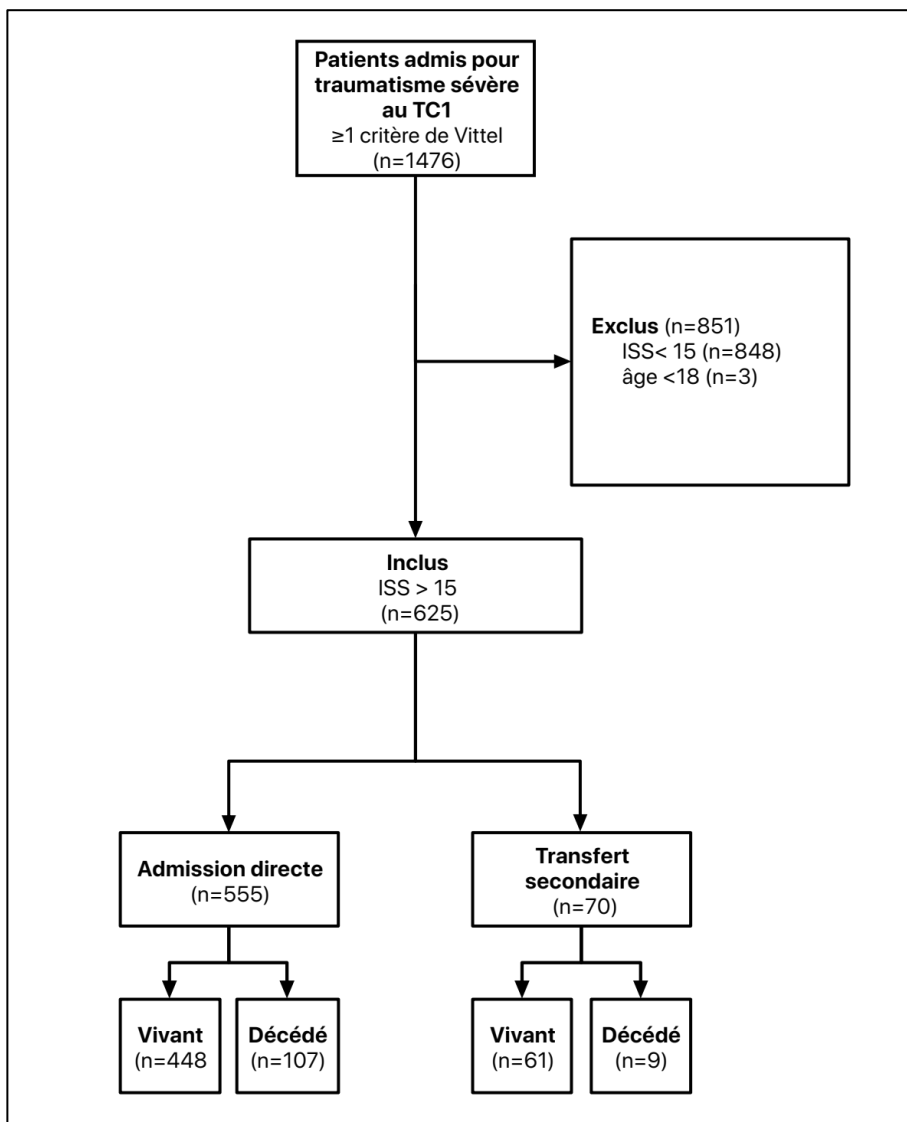 Patients admis pour
traumatisme sévère
au TC1
≥1 critère de Vittel
(n=1476)
Exclus (n=851)
ISS< 15 (n=848)
âge <18 (n=3)
Inclus
ISS > 15
(n=625)
Admission directe
(n=555)
Transfert
secondaire
(n=70)
Vivant
(n=448
Décédé
(n=107)
Vivant
(n=61)
Décédé
(n=9)